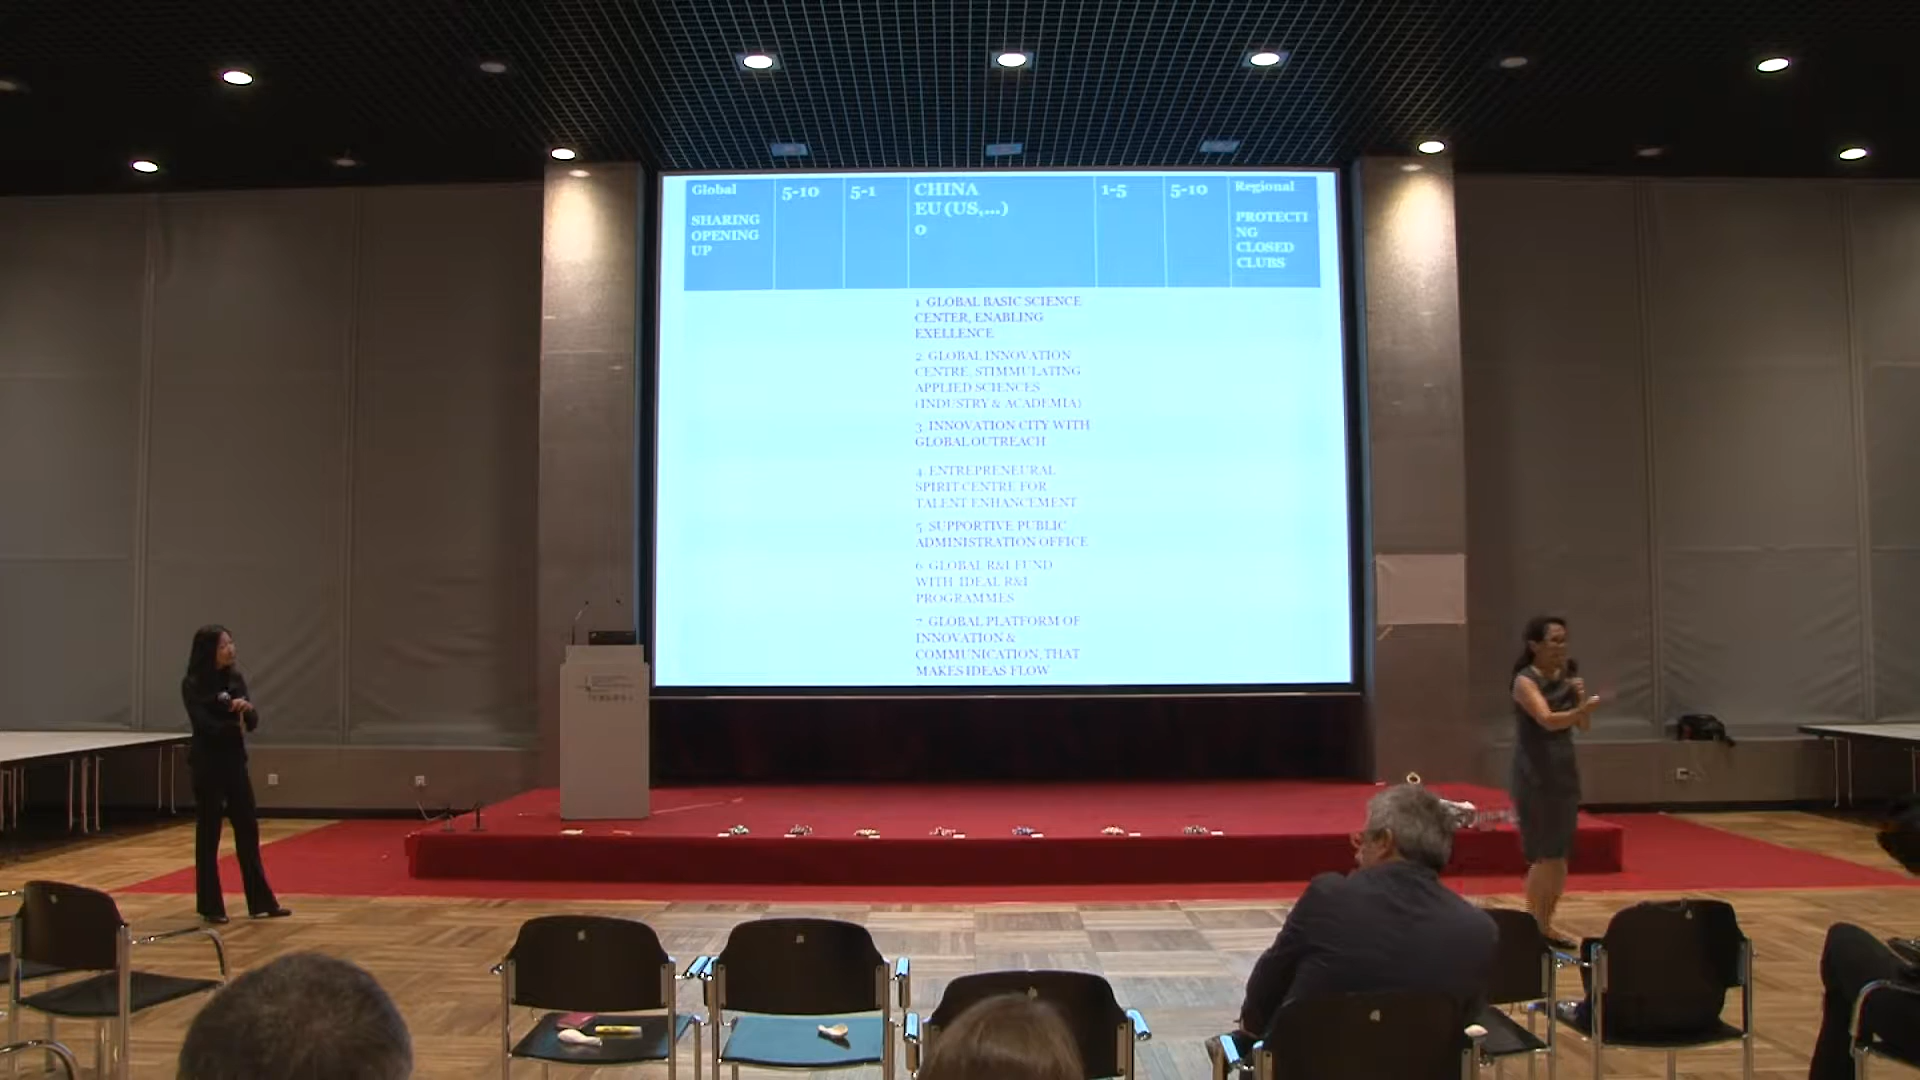 Global
SHARING
OPENING
UP
5-10
5-1
CHINA
EU (US,...)
0
1-5
5-10
Regional
PROTECTI
NG
CLOSED
CLUBS
1. GLOBAL BASIC SCIENCE
CENTER, ENABLING
EXELLENCE
2. GLOBAL INNOVATION
CENTRE, STIMMULATING
APPLIED SCIENCES
(INDUSTRY & ACADEMIA)
3. INNOVATION CITY WITH
GLOBAL OUTREACH
4. ENTREPRENEURAL
SPIRIT CENTRE FOR
TALENT ENHANCEMENT
5. SUPPORTIVE PUBLIC
ADMINISTRATION OFFICE
6. GLOBAL R&I FUND
WITH IDEAL R&I
PROGRAMMES
7. GLOBAL PLATFORM OF
INNOVATION &
COMMUNICATION, THAT
MAKES IDEAS FLOW